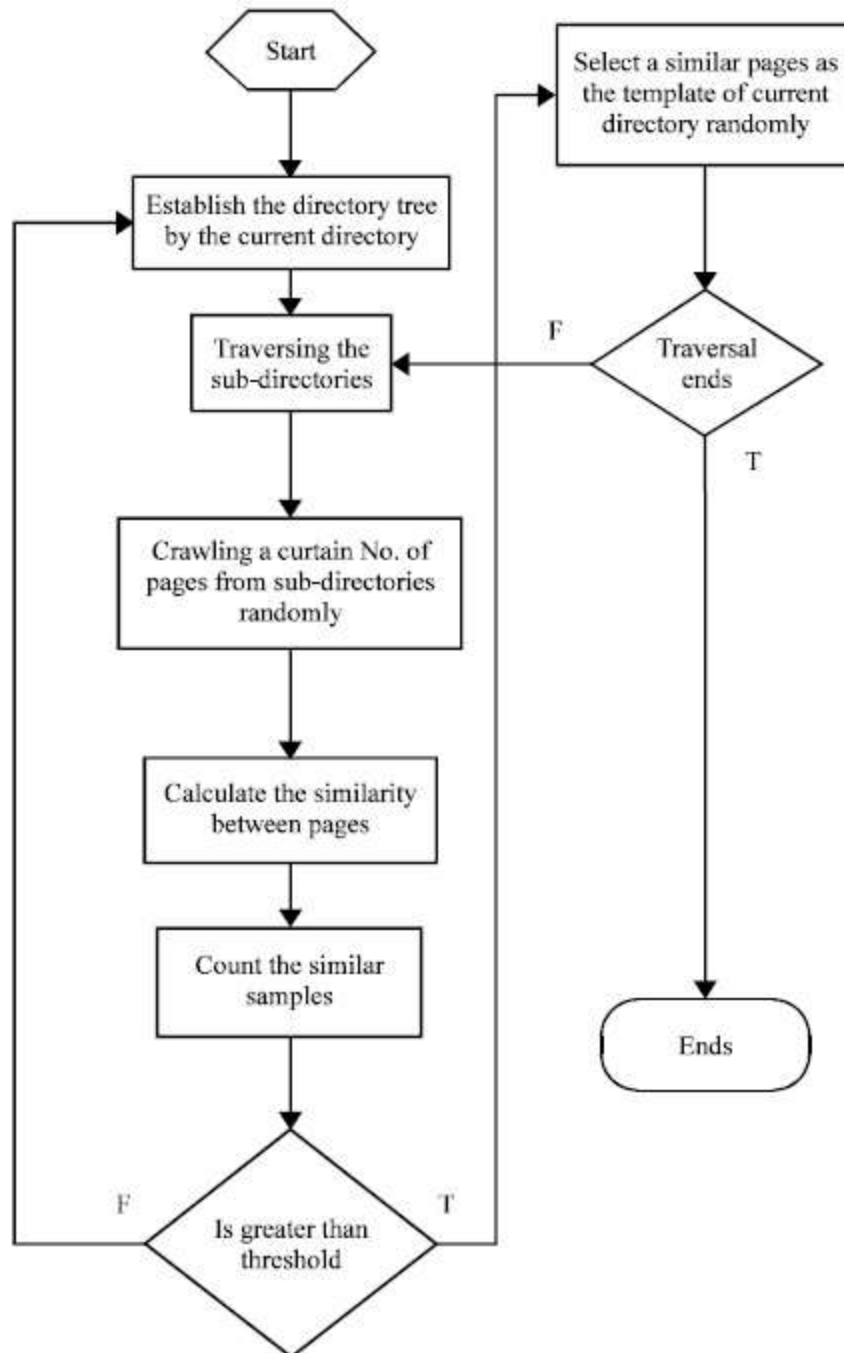 Start
Establish the directory tree
by the current directory
Traversing the
sub-directories
Crawling a curtain No. of
pages from sub-directories
randomly
Calculate the similarity
between pages
Count the similar
samples
F
T
Is greater than
threshold
Select a similar pages as
the template of current
directory randomly
F
Traversal
ends
T
Ends